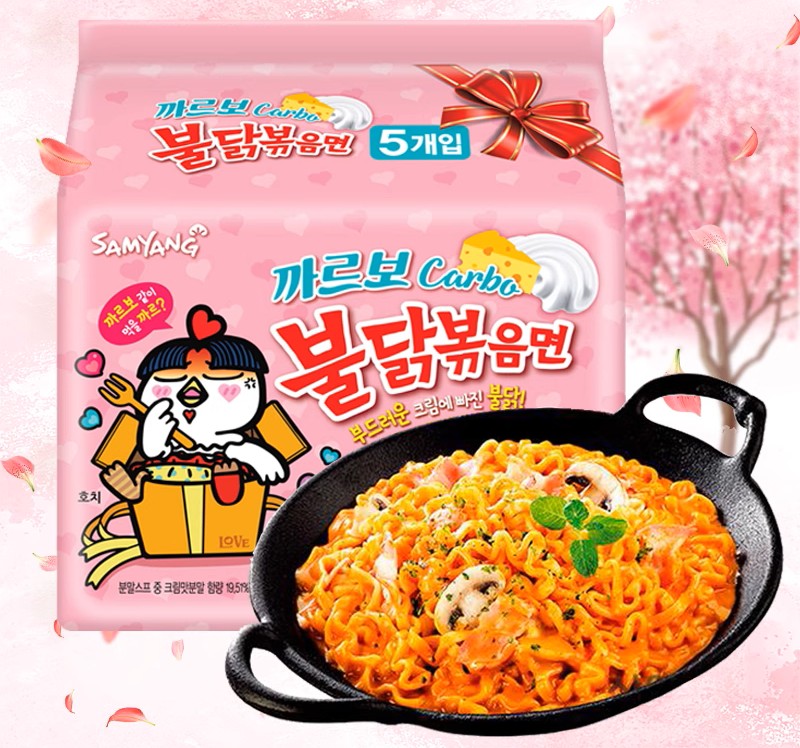 까르보 Carbo
불닭볶음면 5개입
SAMYANG
까르보 같이
먹을까르?
까르보 Carbo
불닭볶음면
부드러운 크림에 빠진 불닭!
호치
LOVE
분말스프 중 크림맛분말 함량 19.51%